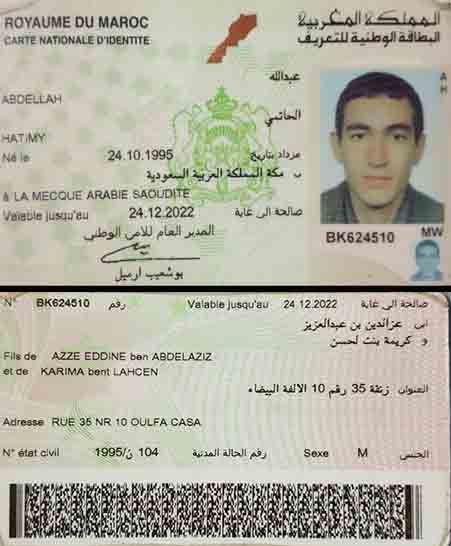 ROYAUME DU MAROC
المملكة المغربية
CARTE NATIONALE D'IDENTITE
البطاقة الوطنية للتعريف
عبدالله
ABDELLAH
الحاتمي
HATIMY
Né le 24.10.1995 مزداد بتاريخ
ب مكة المملكة العربية السعودية
à LA MECQUE ARABIE SAOUDITE
Valable jusqu'au 24.12.2022 صالحة الى غاية
المدير العام للأمن الوطني
بوشعيب ارميل
A
H
BK624510
MW
N° BK624510 رقم Valable jusqu'au 24 12.2022 صالحة الى غاية
ابن عزالدين بن عبدالعزيز
و كريمة بنت لحسن
Fils de AZZE EDDINE ben ABDELAZIZ
et de KARIMA bent LAHCEN
العنوان زنقة 35 رقم 10 الالفة البيضاء
Adresse RUE 35 NR 10 OULFA CASA
N° état civil 104 ن/1995 رقم الحالة المدنية Sexe M الجنس